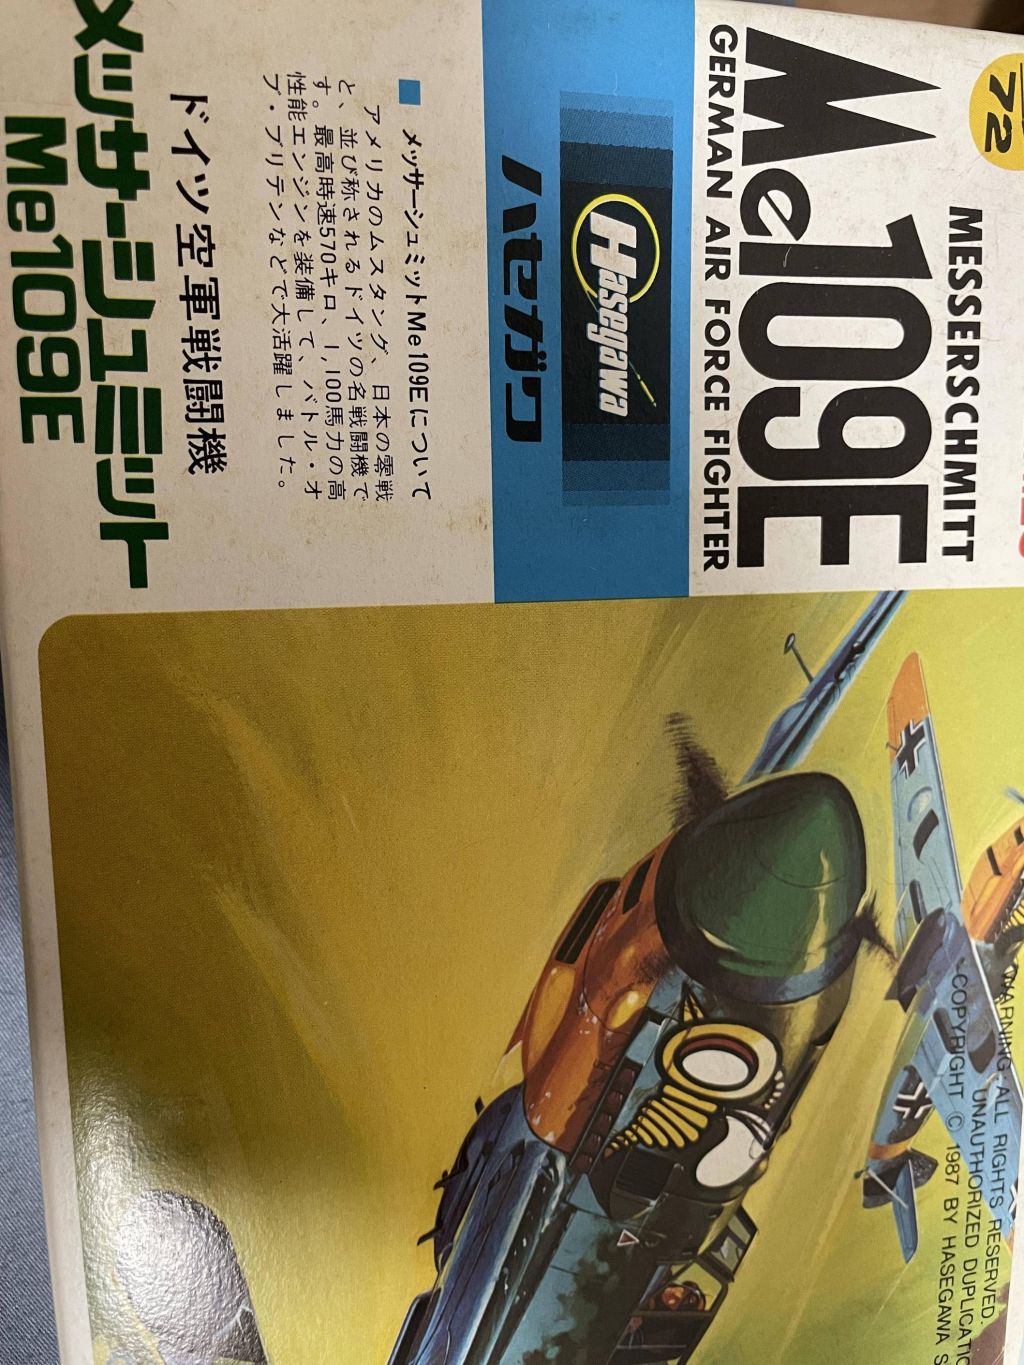 72
MESSERSCHMITT
Me109E
GERMAN AIR FORCE FIGHTER
Hasegawa
ハセガワ
■ メッサーシュミットMe109Eについて
アメリカのムスタング、日本の零戦
と、並び称されるドイツの名戦闘機で
す。最高時速570キロ、1,100馬力の高
性能エンジンを装備して、バトル・オ
ブ・ブリテンなどで大活躍しました。
ドイツ空軍戦闘機
メッサーシュミット
Me109E
WARNING-ALL RIGHTS RESERVED.
UNAUTHORIZED
COPYRIGHT © 1987 BY HASEGAWA